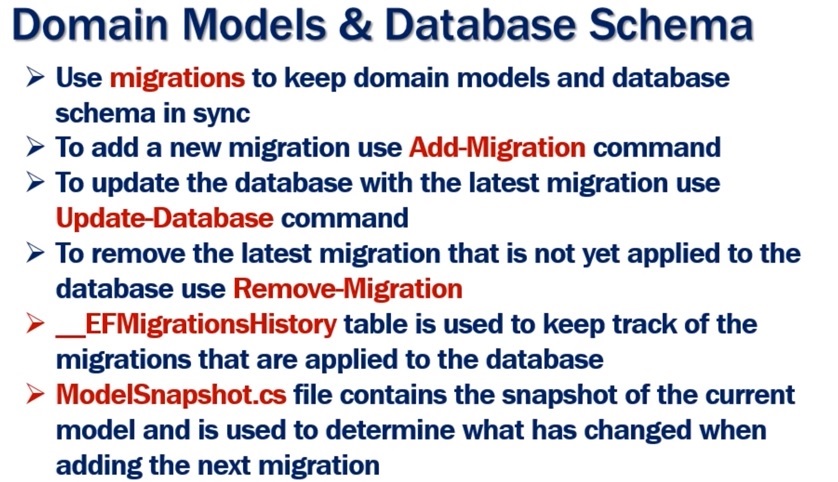 Domain Models & Database Schema
➢ Use migrations to keep domain models and database
schema in sync
➢ To add a new migration use Add-Migration command
➢ To update the database with the latest migration use
Update-Database command
➢ To remove the latest migration that is not yet applied to the
database use Remove-Migration
➢ __EFMigrationsHistory table is used to keep track of the
migrations that are applied to the database
➢ ModelSnapshot.cs file contains the snapshot of the current
model and is used to determine what has changed when
adding the next migration